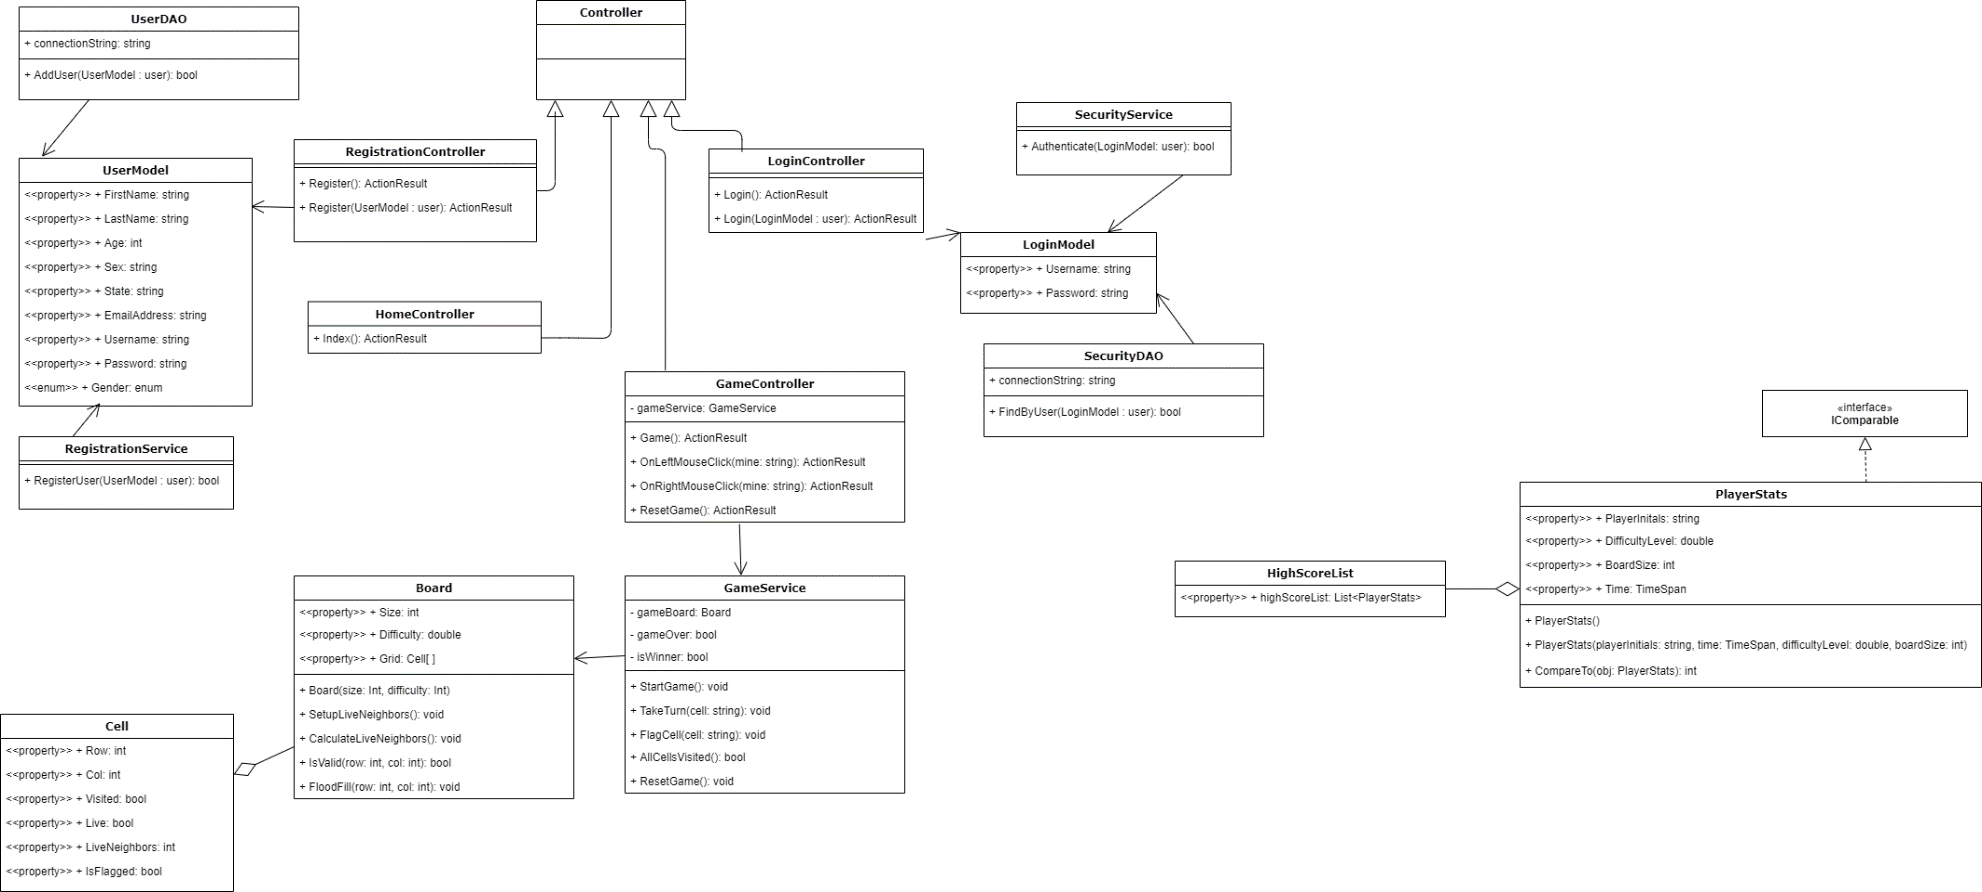 UserDAO
+ connectionString: string
+ AddUser(UserModel : user): bool
Controller
UserModel
<<property>> + FirstName: string
<<property>> + LastName: string
<<property>> + Age: int
<<property>> + Sex: string
<<property>> + State: string
<<property>> + EmailAddress: string
<<property>> + Username: string
<<property>> + Password: string
<<enum>> + Gender: enum
RegistrationController
+ Register(): ActionResult
+ Register(UserModel : user): ActionResult
LoginController
+ Login(): ActionResult
+ Login(LoginModel : user): ActionResult
SecurityService
+ Authenticate(LoginModel: user): bool
LoginModel
<<property>> + Username: string
<<property>> + Password: string
HomeController
+ Index(): ActionResult
SecurityDAO
+ connectionString: string
+ FindByUser(LoginModel : user): bool
GameController
- gameService: GameService
+ Game(): ActionResult
+ OnLeftMouseClick(mine: string): ActionResult
+ OnRightMouseClick(mine: string): ActionResult
+ ResetGame(): ActionResult
«interface»
IComparable
RegistrationService
+ RegisterUser(UserModel : user): bool
PlayerStats
<<property>> + PlayerInitals: string
<<property>> + DifficultyLevel: double
<<property>> + BoardSize: int
<<property>> + Time: TimeSpan
+ PlayerStats()
+ PlayerStats(playerInitials: string, time: TimeSpan, difficultyLevel: double, boardSize: int)
+ CompareTo(obj: PlayerStats): int
HighScoreList
<<property>> + highScoreList: List<PlayerStats>
Board
<<property>> + Size: int
<<property>> + Difficulty: double
<<property>> + Grid: Cell[ ]
+ Board(size: Int, difficulty: Int)
+ SetupLiveNeighbors(): void
+ CalculateLiveNeighbors(): void
+ IsValid(row: int, col: int): bool
+ FloodFill(row: int, col: int): void
GameService
- gameBoard: Board
- gameOver: bool
- isWinner: bool
+ StartGame(): void
+ TakeTurn(cell: string): void
+ FlagCell(cell: string): void
+ AllCellsVisited(): bool
+ ResetGame(): void
Cell
<<property>> + Row: int
<<property>> + Col: int
<<property>> + Visited: bool
<<property>> + Live: bool
<<property>> + LiveNeighbors: int
<<property>> + IsFlagged: bool